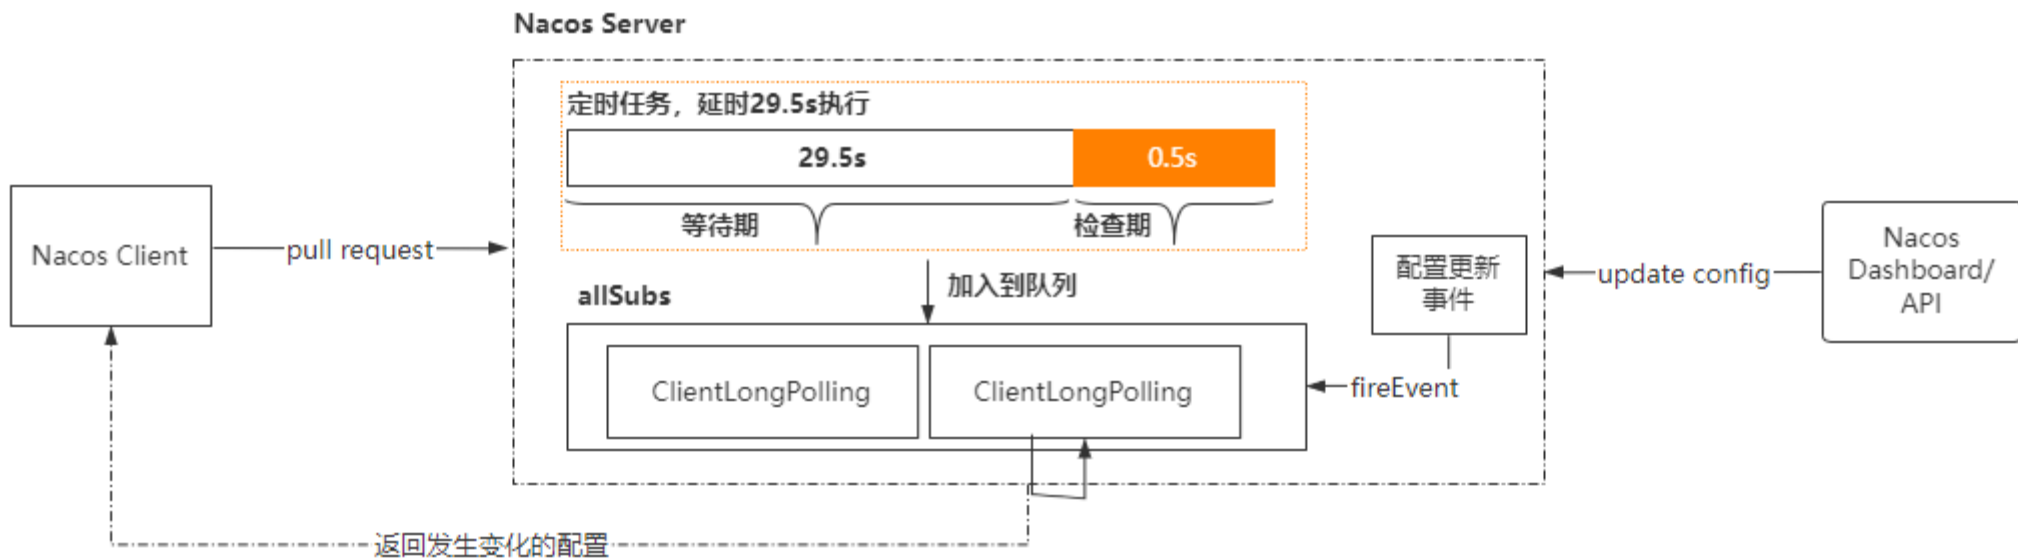 Nacos Server
定时任务，延时29.5s执行
29.5s
0.5s
等待期
检查期
Nacos Client
pull request
加入到队列
allSubs
ClientLongPolling
ClientLongPolling
配置更新
事件
fireEvent
update config
Nacos
Dashboard/
API
返回发生变化的配置